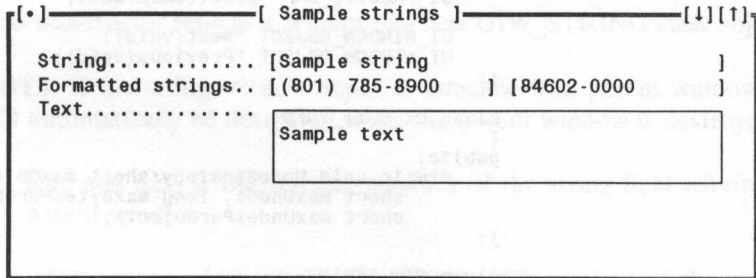 [•] [ Sample strings ] [↓][↑]
String............... [Sample string ]
Formatted strings.. [(801) 785-8900 [84602-0000 ]
Text.................
Sample text